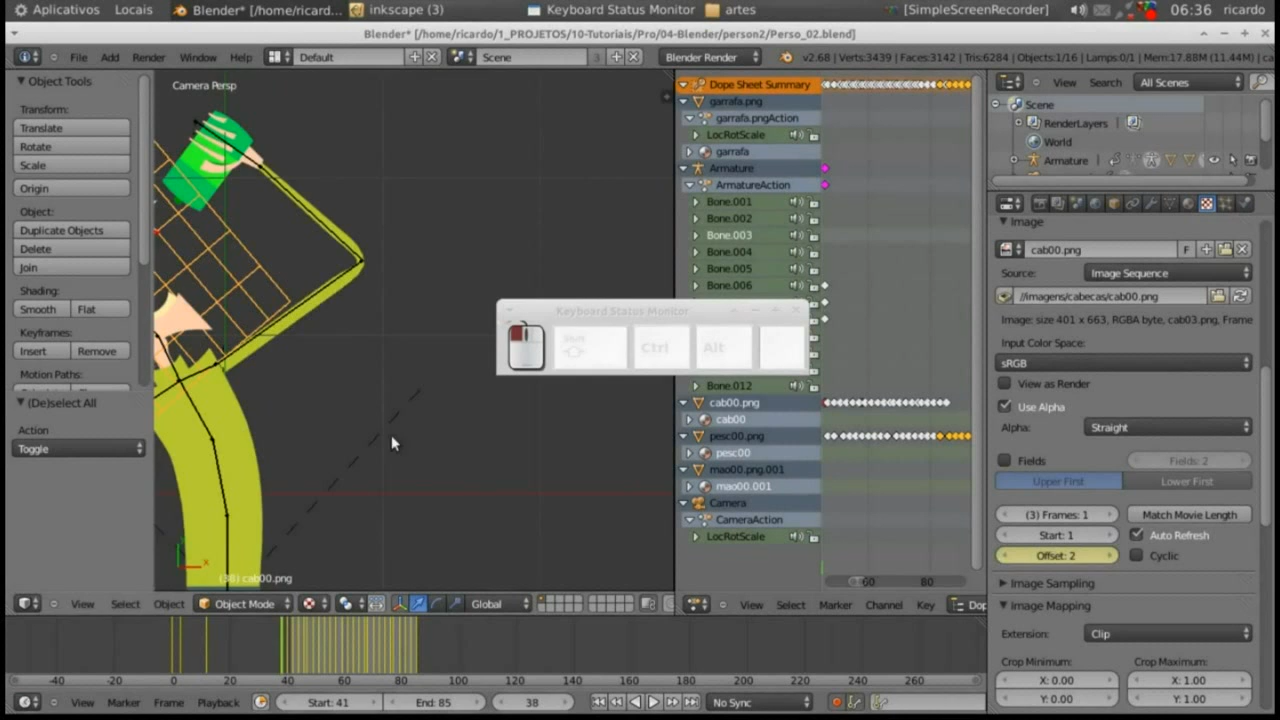 Aplicativos Locais Blender* [/home/ricard... inkscape (3) Keyboard Status Monitor artes [SimpleScreenRecorder] 06:36 ricardo
Blender* [/home/ricardo/1_PROJETOS/10-Tutoriais/Pro/04-Blender/person2/Perso_02.blend]
File Add Render Window Help Default Scene 3 Blender Render v2.68 | Verts:3439 | Faces:3142 | Tris:6284 | Objects:1/16 | Lamps:0/1 | Mem:17.88M (11.44M) | ca
Object Tools
Transform:
Translate
Rotate
Scale
Origin
Object:
Duplicate Objects
Delete
Join
Shading:
Smooth Flat
Keyframes:
Insert Remove
Motion Paths:
(De)select All
Action
Toggle
Camera Persp
(38) cab00.png
Keyboard Status Monitor
Shift Ctrl Alt
Dope Sheet Summary
garrafa.png
garrafa.pngAction
LocRotScale
garrafa
Armature
ArmatureAction
Bone.001
Bone.002
Bone.003
Bone.004
Bone.005
Bone.006
Bone.012
cab00.png
cab00
pesc00.png
pesc00
mao00.png.001
mao00.001
Camera
CameraAction
LocRotScale
60 80
View Search All Scenes
Scene
RenderLayers
World
Armature
Image
cab00.png F
Source: Image Sequence
//imagens/cabecas/cab00.png
Image: size 401 x 663, RGBA byte, cab03.png, Frame
Input Color Space:
sRGB
View as Render
Use Alpha
Alpha: Straight
Fields Fields: 2
Upper First Lower First
(3) Frames: 1 Match Movie Length
Start: 1 Auto Refresh
Offset: 2 Cyclic
Image Sampling
Image Mapping
Extension: Clip
Crop Minimum: Crop Maximum:
X: 0.00 X: 1.00
Y: 0.00 Y: 1.00
View Select Object Object Mode Global View Select Marker Channel Key Dop
-40 -20 0 20 40 60 80 100 120 140 160 180 200 220 240 260
View Marker Frame Playback Start: 41 End: 85 38 No Sync